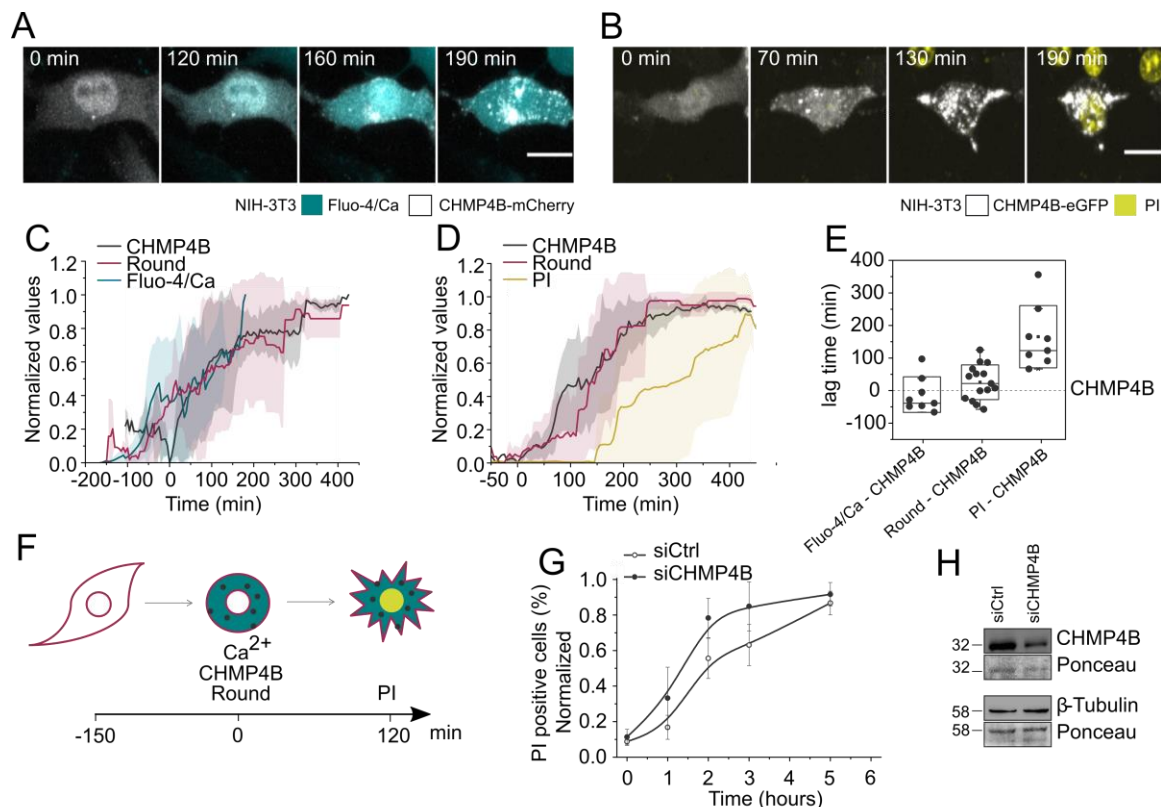 A
0 min
120 min
160 min
190 min
NIH-3T3 Fluo-4/Ca CHMP4B-mCherry
B
0 min
70 min
130 min
190 min
NIH-3T3 CHMP4B-eGFP PI
C
CHMP4B
Round
Fluo-4/Ca
Normalized values
1.2
1.0
0.8
0.6
0.4
0.2
0.0
-200 -100 0 100 200 300 400
Time (min)
D
CHMP4B
Round
PI
Normalized values
1.2
1.0
0.8
0.6
0.4
0.2
0.0
-50 0 100 200 300 400
Time (min)
E
lag time (min)
400
300
200
100
0
-100
CHMP4B
Fluo-4/Ca - CHMP4B
Round - CHMP4B
PI - CHMP4B
F
Ca2+
CHMP4B
Round
PI
-150 0 120 min
G
siCtrl
siCHMP4B
PI positive cells (%)
Normalized
1.0
0.8
0.6
0.4
0.2
0.0
0 1 2 3 4 5 6
Time (hours)
H
siCtrl
siCHMP4B
32 CHMP4B
32 Ponceau
58 β-Tubulin
58 Ponceau